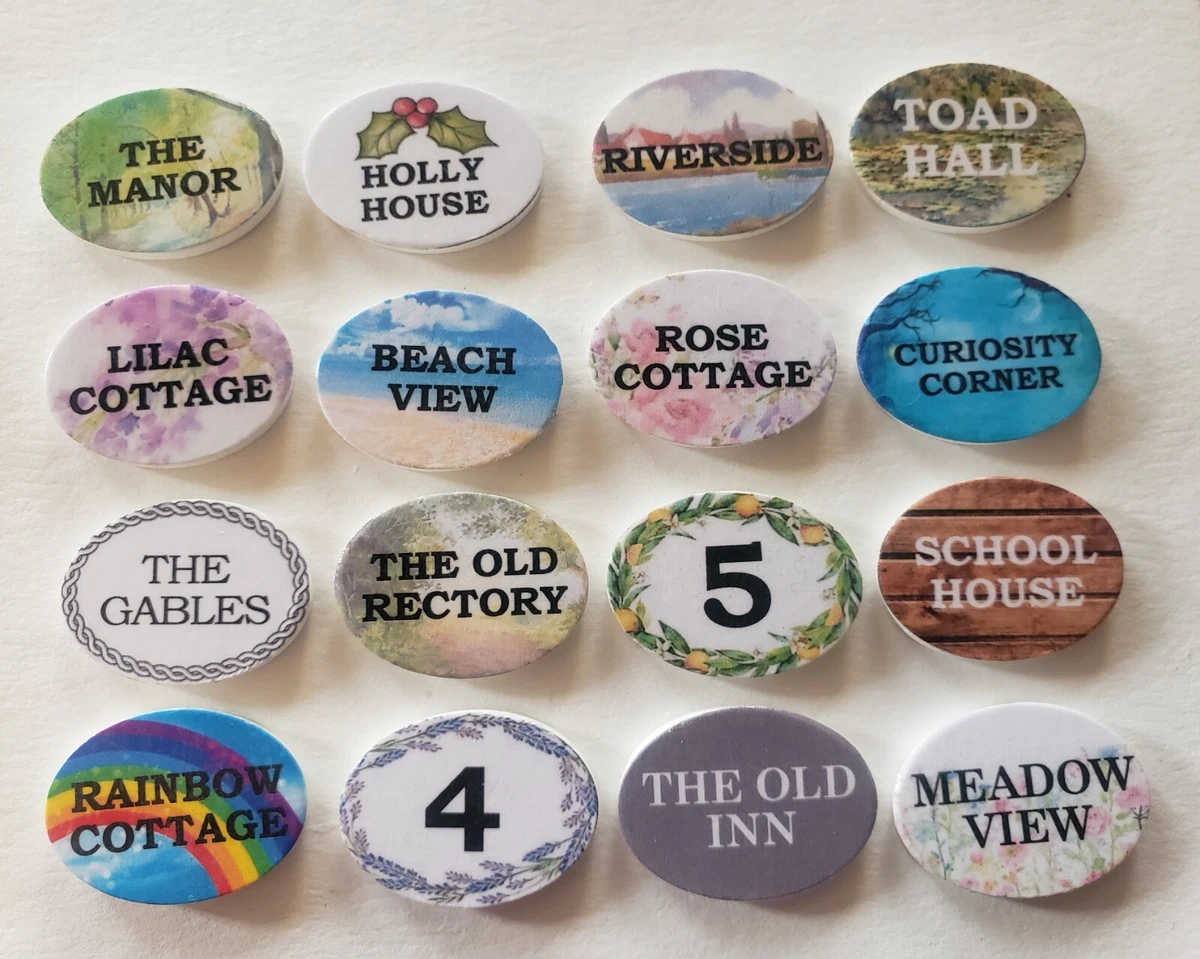 THE
MANOR
HOLLY
HOUSE
RIVERSIDE
TOAD
HALL
LILAC
COTTAGE
BEACH
VIEW
ROSE
COTTAGE
CURIOSITY
CORNER
THE
GABLES
THE OLD
RECTORY
5
SCHOOL
HOUSE
RAINBOW
COTTAGE
4
THE OLD
INN
MEADOW
VIEW